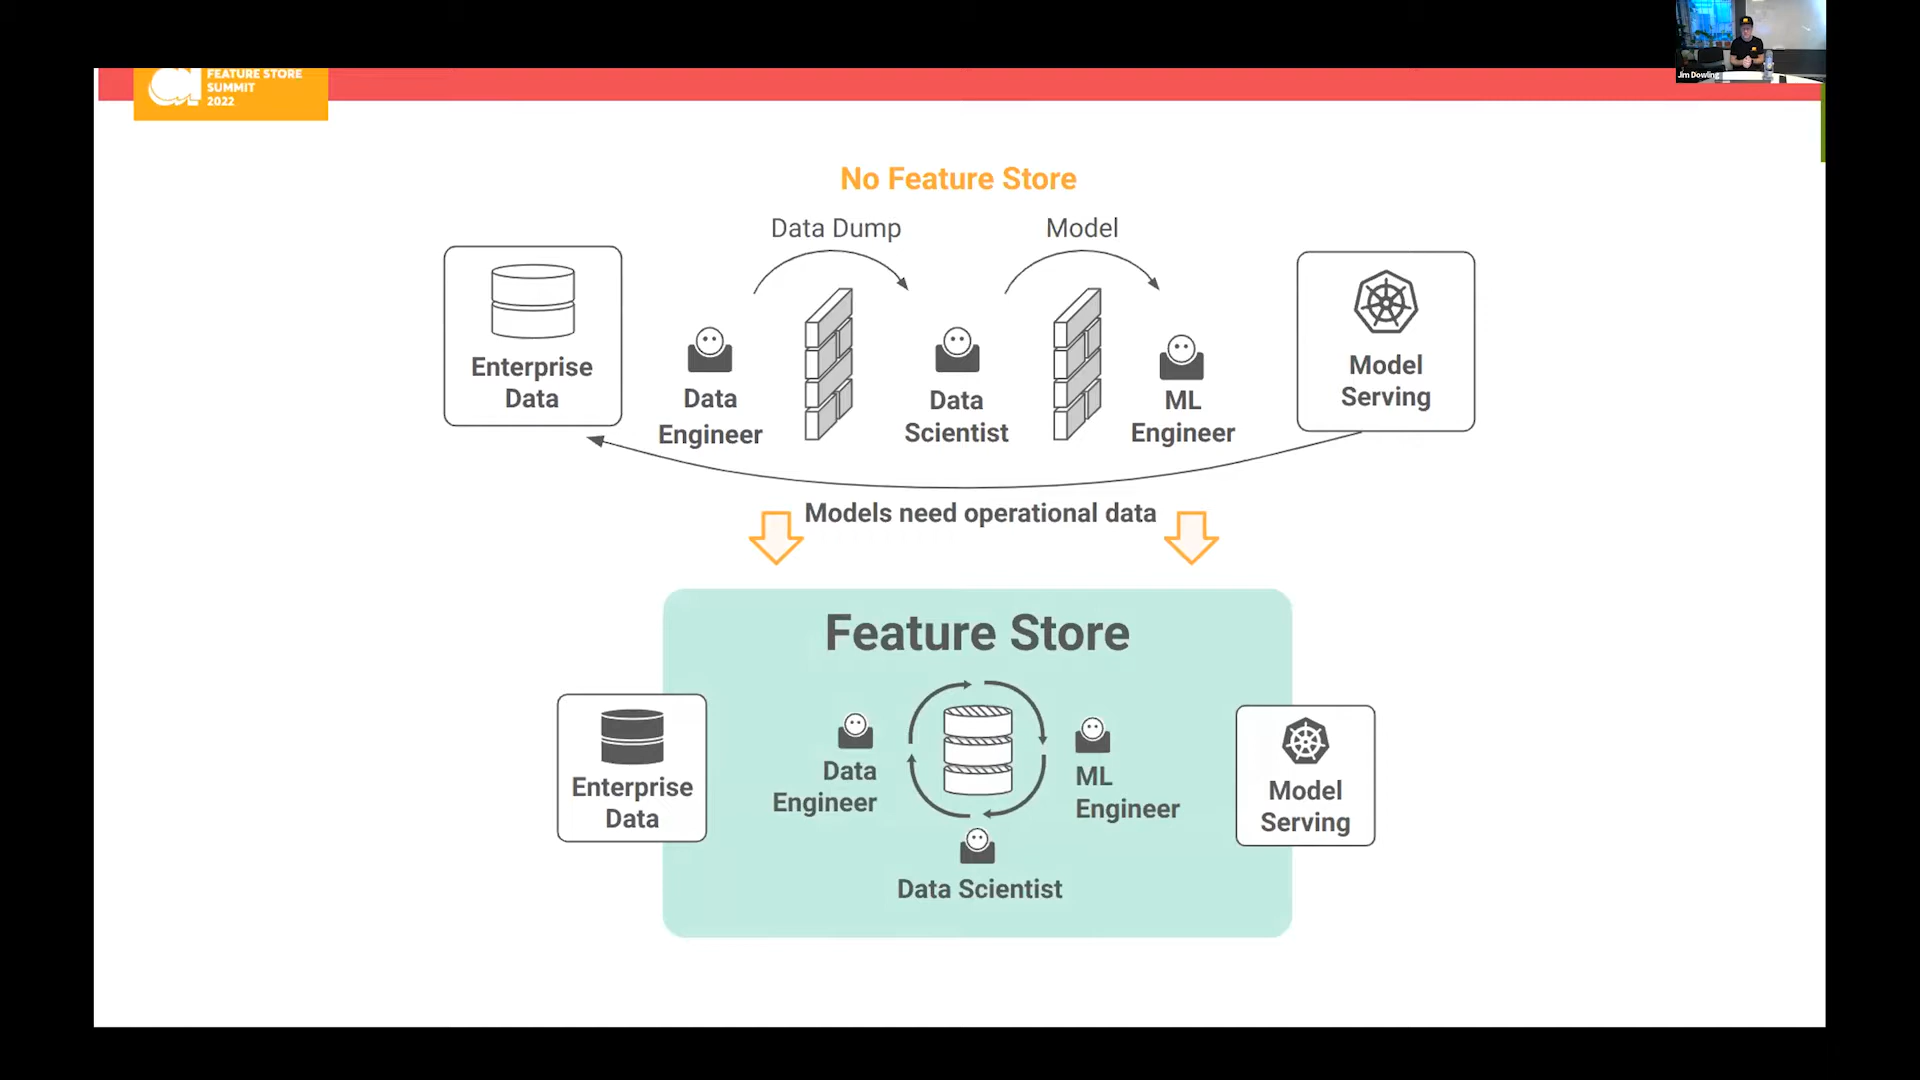 FEATURE STORE
SUMMIT
2022
Jim Dowling
No Feature Store
Data Dump
Model
Enterprise
Data
Data
Engineer
Data
Scientist
ML
Engineer
Model
Serving
Models need operational data
Feature Store
Enterprise
Data
Data
Engineer
ML
Engineer
Data Scientist
Model
Serving